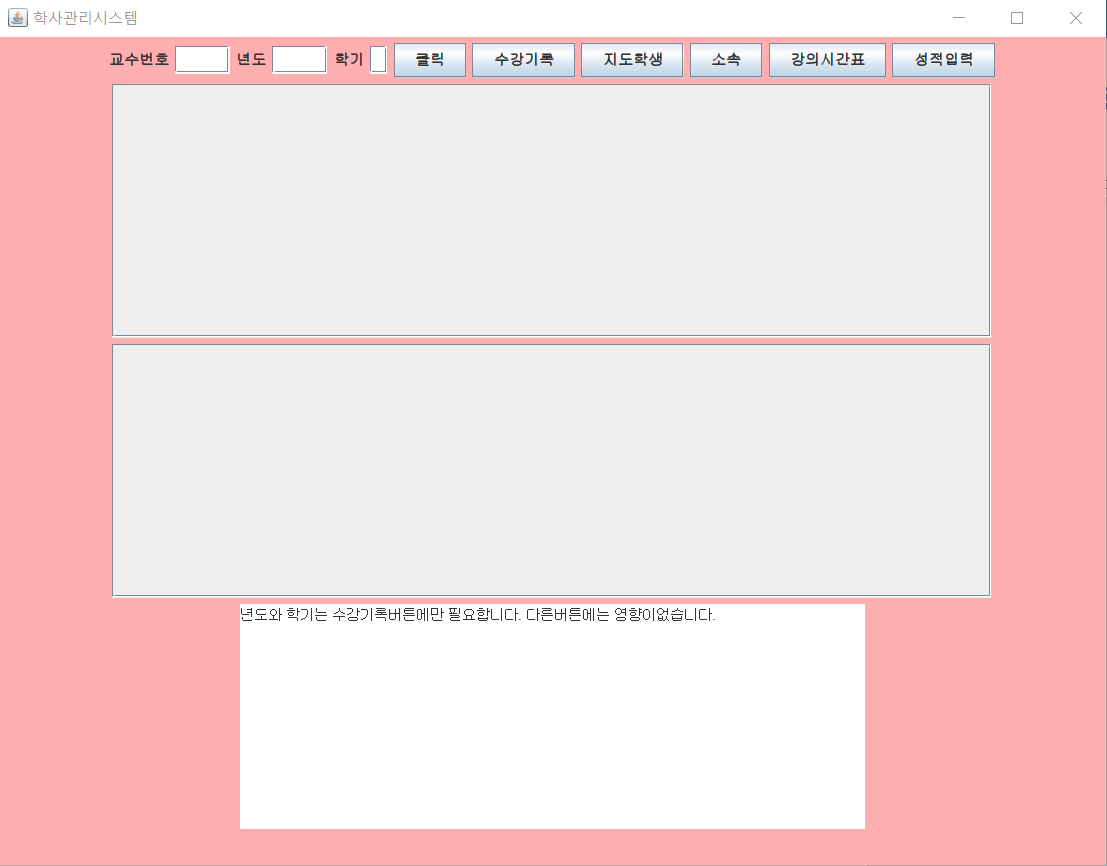 학사관리시스템
교수번호 년도 학기 클릭 수강기록 지도학생 소속 강의시간표 성적입력
년도와 학기는 수강기록버튼에만 필요합니다. 다른버튼에는 영향이없습니다.